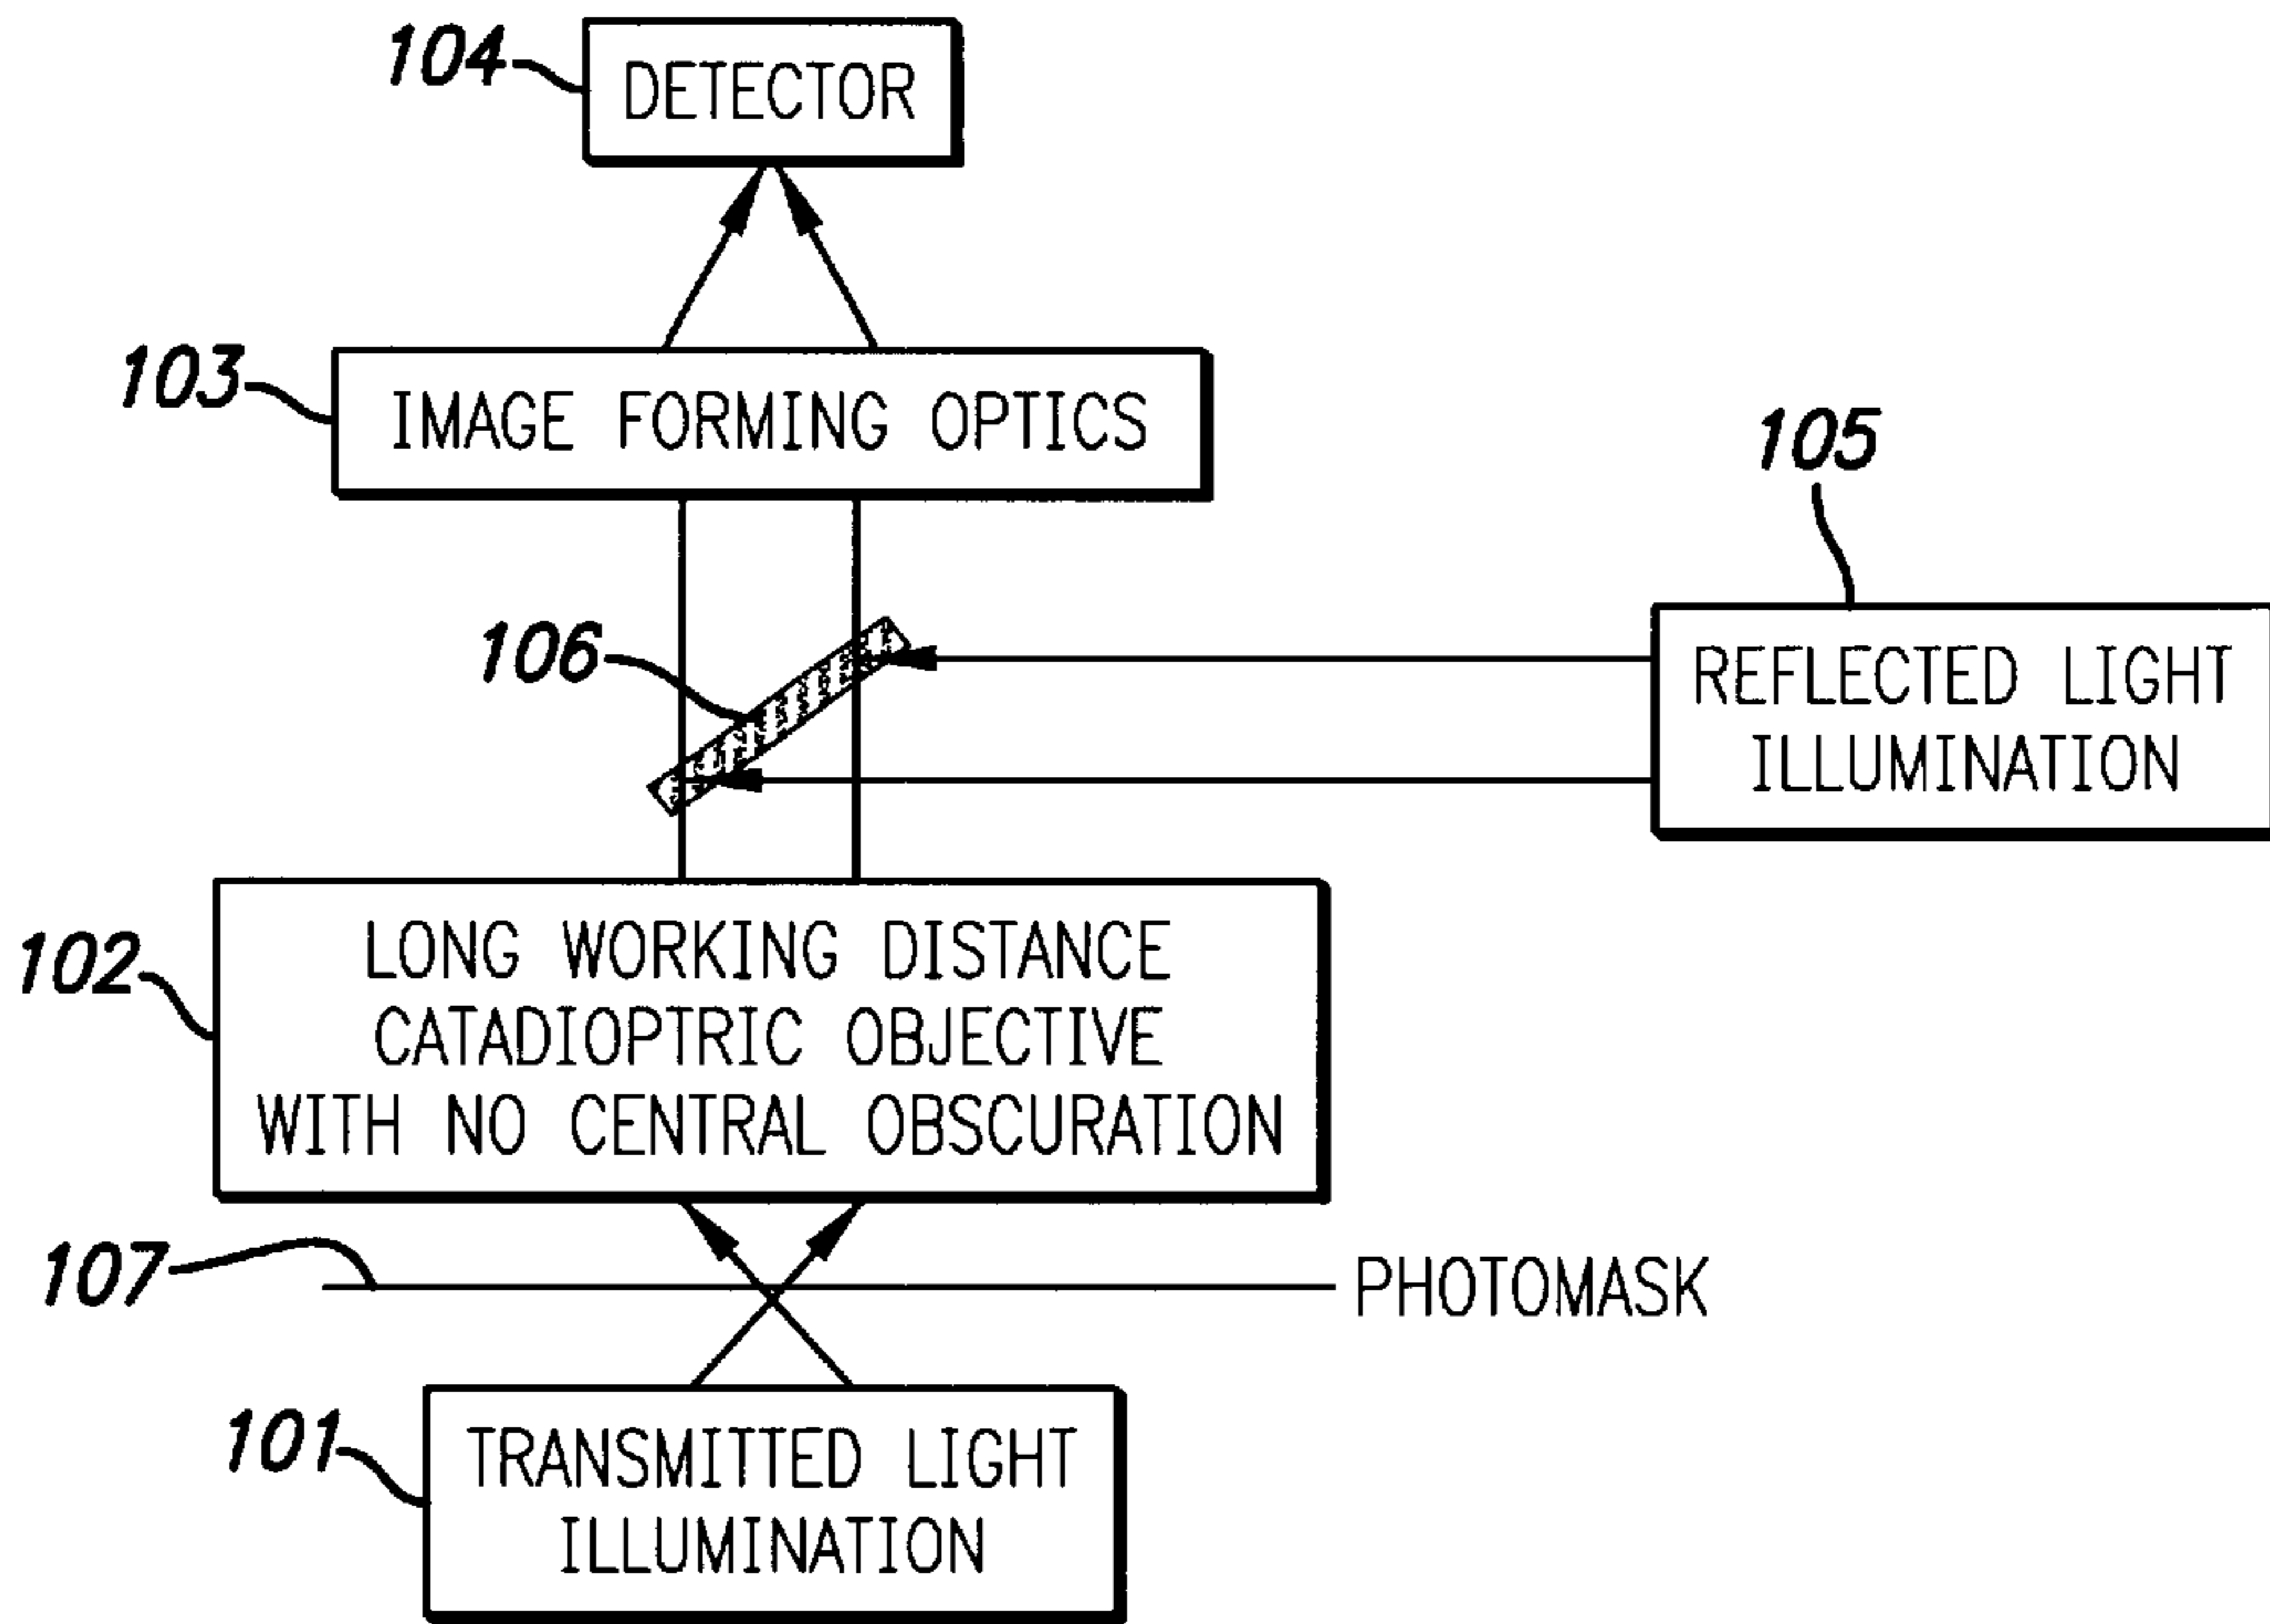 104
DETECTOR
103
IMAGE FORMING OPTICS
105
106
REFLECTED LIGHT
ILLUMINATION
102
LONG WORKING DISTANCE
CATADIOPTRIC OBJECTIVE
WITH NO CENTRAL OBSCURATION
107
PHOTOMASK
101
TRANSMITTED LIGHT
ILLUMINATION